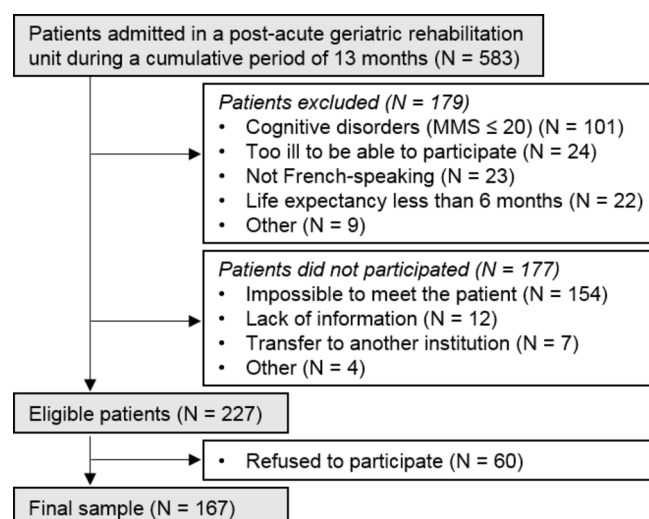 Patients admitted in a post-acute geriatric rehabilitation
unit during a cumulative period of 13 months (N = 583)
Patients excluded (N = 179)
• Cognitive disorders (MMS ≤ 20) (N = 101)
• Too ill to be able to participate (N = 24)
• Not French-speaking (N = 23)
• Life expectancy less than 6 months (N = 22)
• Other (N = 9)
Patients did not participated (N = 177)
• Impossible to meet the patient (N = 154)
• Lack of information (N = 12)
• Transfer to another institution (N = 7)
• Other (N = 4)
Eligible patients (N = 227)
• Refused to participate (N = 60)
Final sample (N = 167)